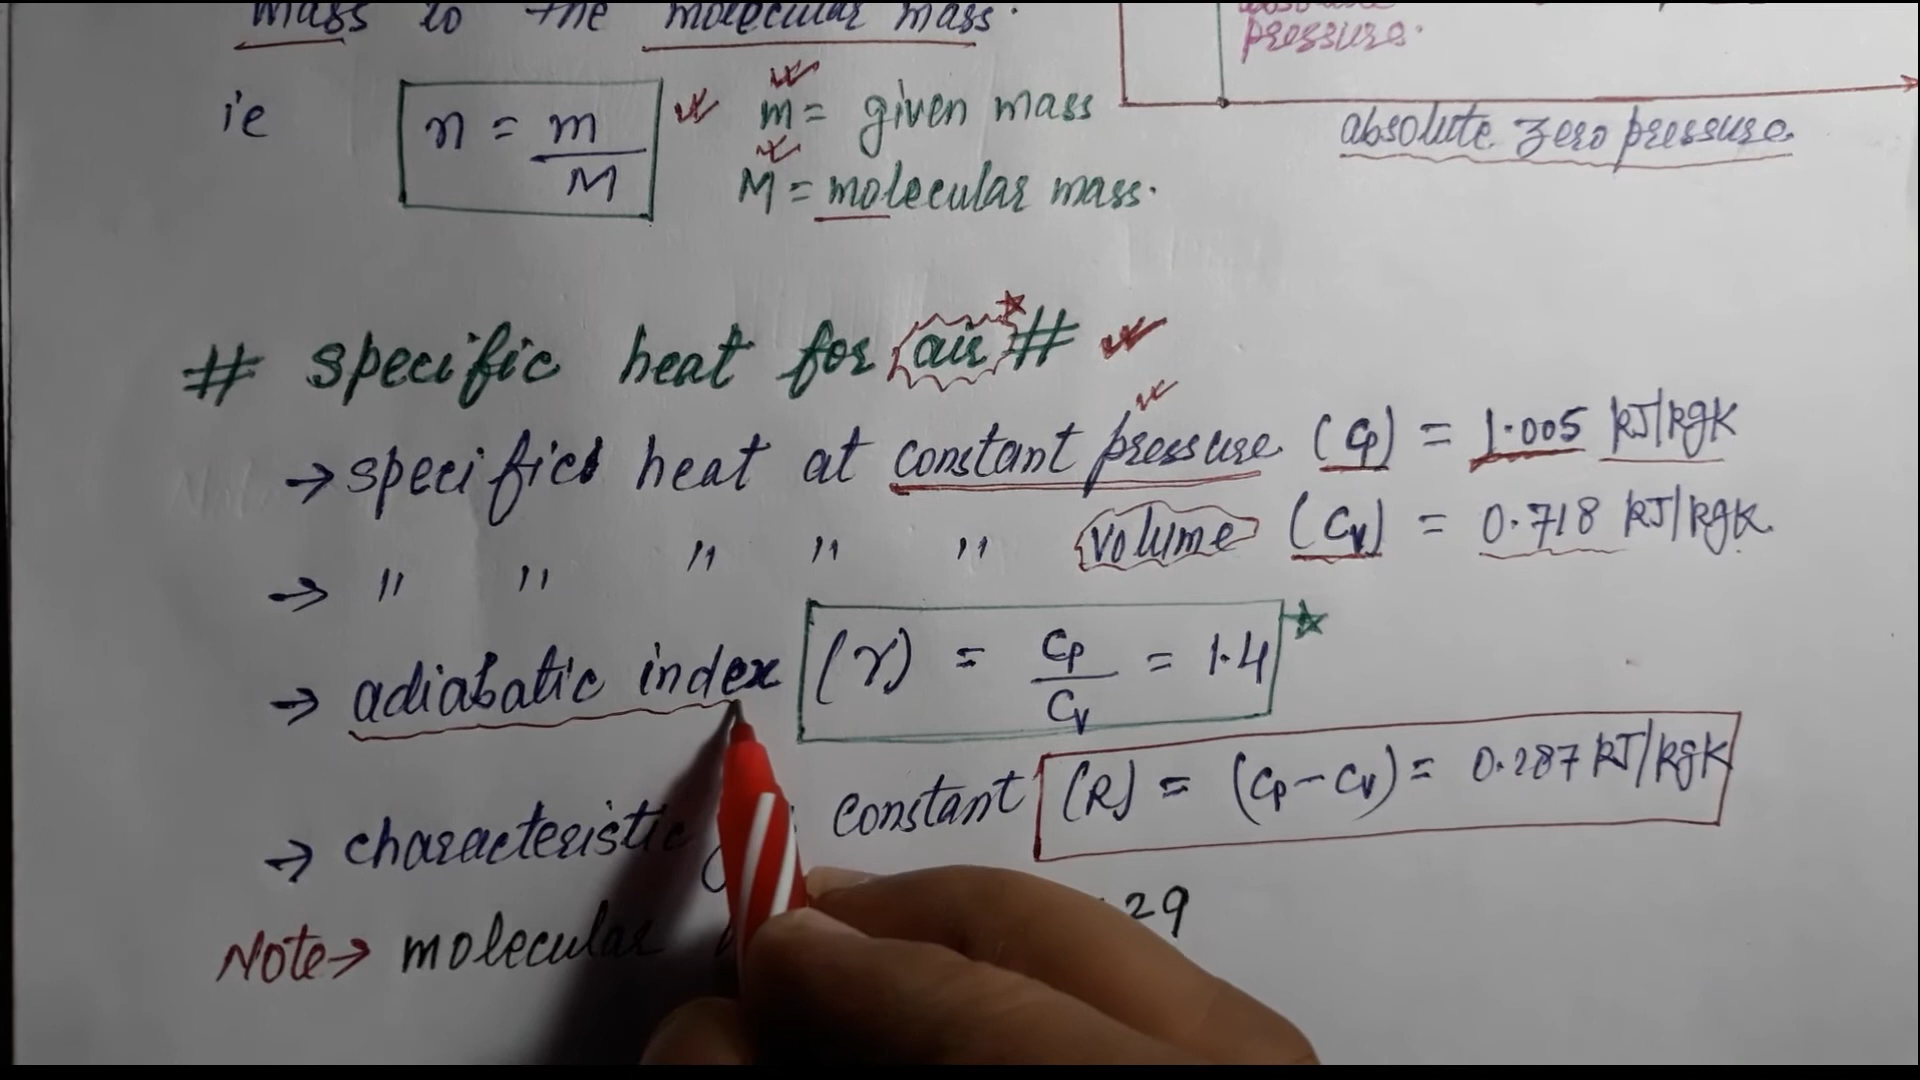 mass to the molecular mass.
pressure.
ie n = m/M m = given mass
M = molecular mass.
absolute zero pressure.
# specific heat for air #
→ specific heat at constant pressure (Cp) = 1.005 kJ/kgK
→ " " " " " volume (Cv) = 0.718 kJ/kgK.
→ adiabatic index (γ) = Cp/Cv = 1.4
→ characteristic constant (R) = (Cp-Cv) = 0.287 kJ/kgK
Note→ molecular 29